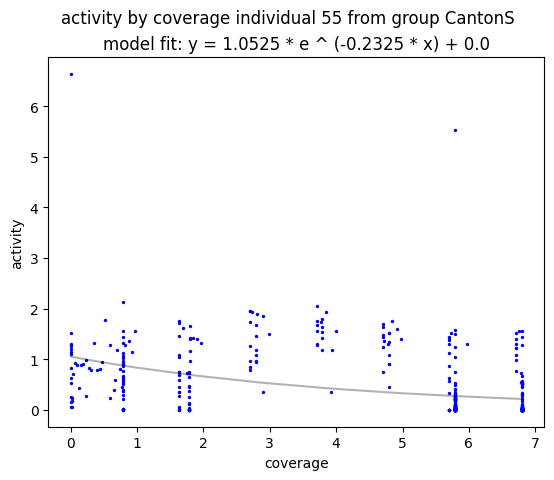 activity by coverage individual 55 from group CantonS
model fit: y = 1.0525 * e ^ (-0.2325 * x) + 0.0
6
5
4
3
2
1
0
activity
0 1 2 3 4 5 6 7
coverage